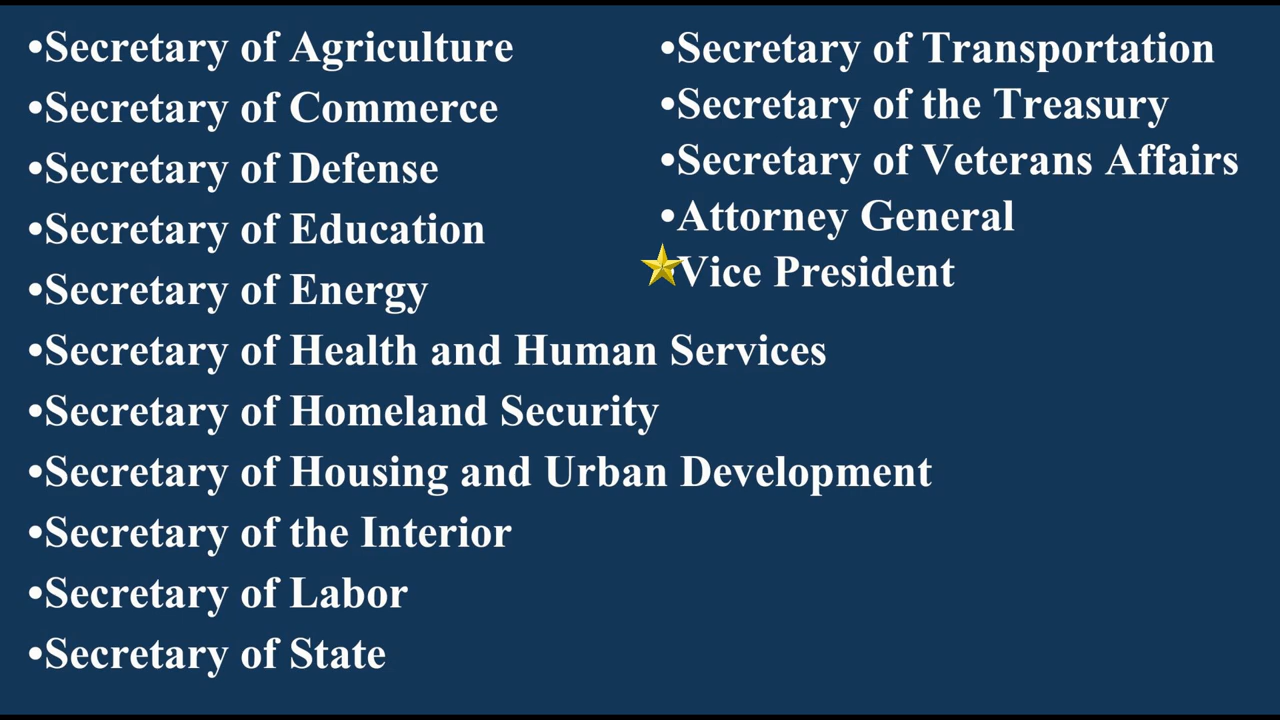 •Secretary of Agriculture
•Secretary of Commerce
•Secretary of Defense
•Secretary of Education
•Secretary of Energy
•Secretary of Health and Human Services
•Secretary of Homeland Security
•Secretary of Housing and Urban Development
•Secretary of the Interior
•Secretary of Labor
•Secretary of State
•Secretary of Transportation
•Secretary of the Treasury
•Secretary of Veterans Affairs
•Attorney General
•Vice President